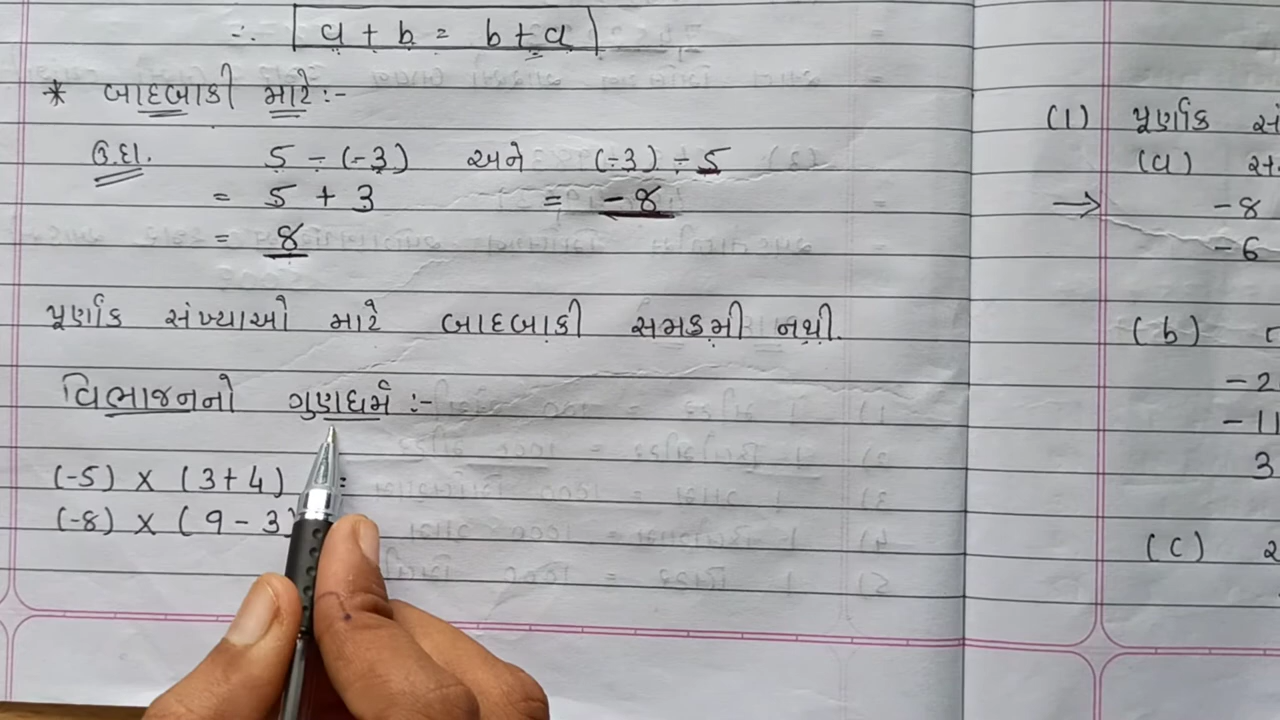 ∴ a + b = b + a
* બાદબાકી માટે :-
ઉદા. 5 - (-3) અને (-3) - 5
= 5 + 3 = -8
= 8
પૂર્ણાંક સંખ્યાઓ માટે બાદબાકી સમક્રમી નથી.
વિભાજનનો ગુણધર્મ :-
(-5) × (3+4) =
(-8) × (9-3)
(1) પૂર્ણાંક
(a)
→ -8
-6
(b)
-2
-11
3
(c) 2